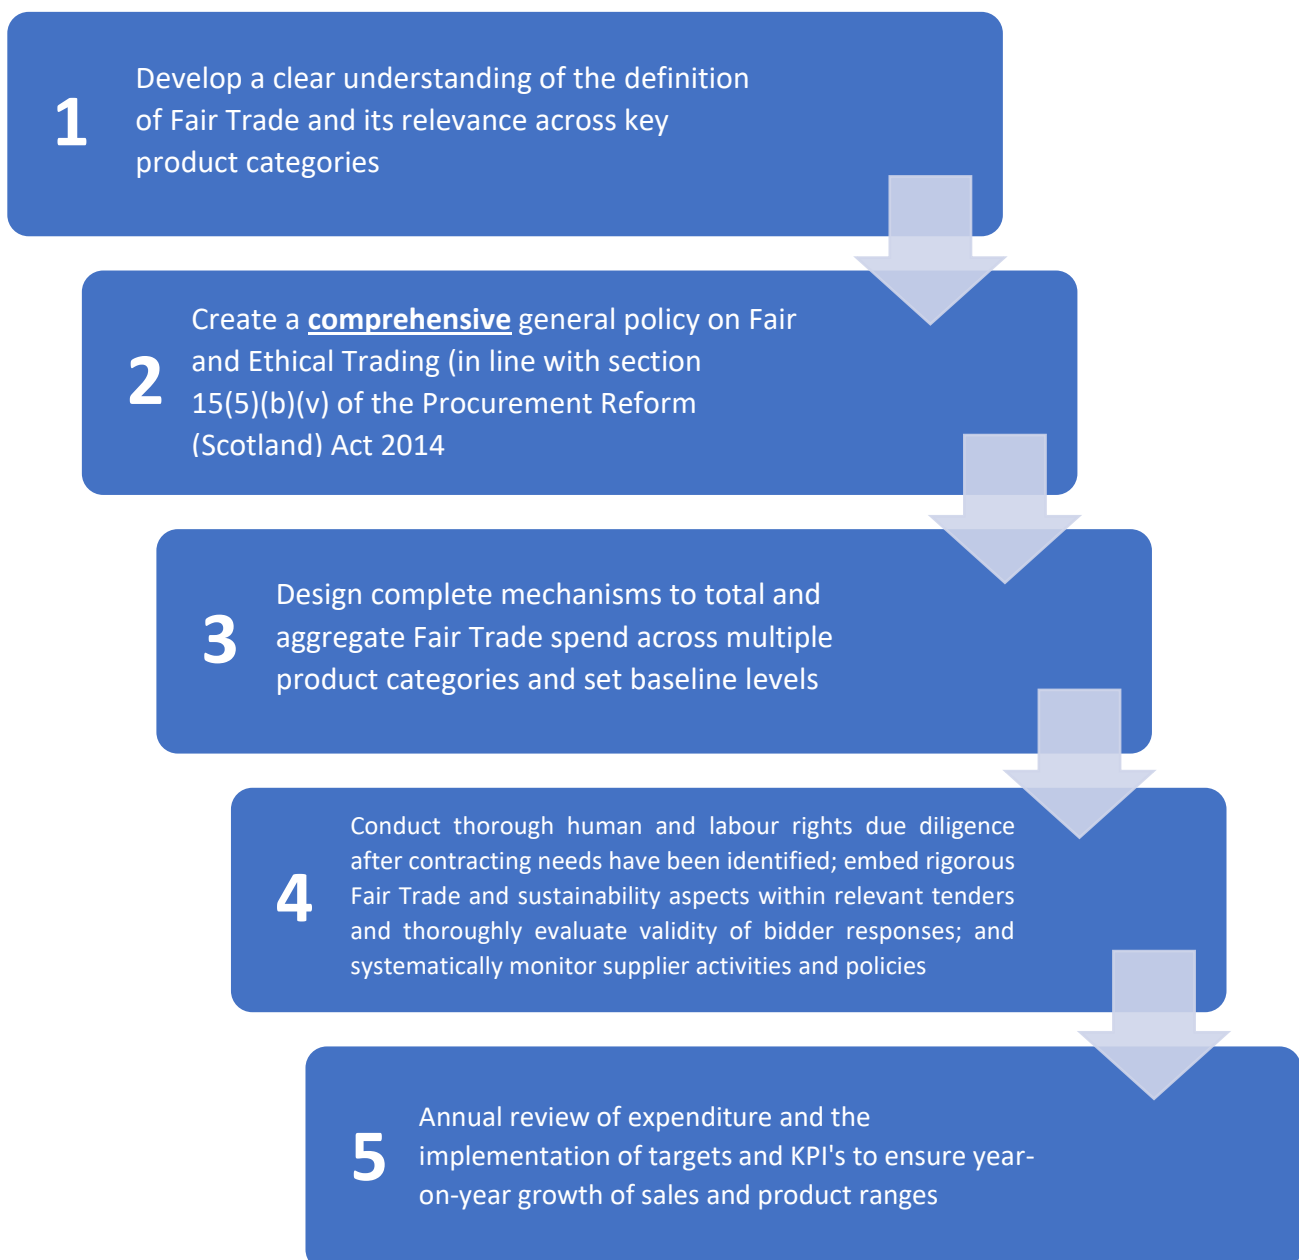 1
Develop a clear understanding of the definition
of Fair Trade and its relevance across key
product categories
2
Create a comprehensive general policy on Fair
and Ethical Trading (in line with section
15(5)(b)(v) of the Procurement Reform
(Scotland) Act 2014
3
Design complete mechanisms to total and
aggregate Fair Trade spend across multiple
product categories and set baseline levels
4
Conduct thorough human and labour rights due diligence
after contracting needs have been identified; embed rigorous
Fair Trade and sustainability aspects within relevant tenders
and thoroughly evaluate validity of bidder responses; and
systematically monitor supplier activities and policies
5
Annual review of expenditure and the
implementation of targets and KPI's to ensure year-
on-year growth of sales and product ranges